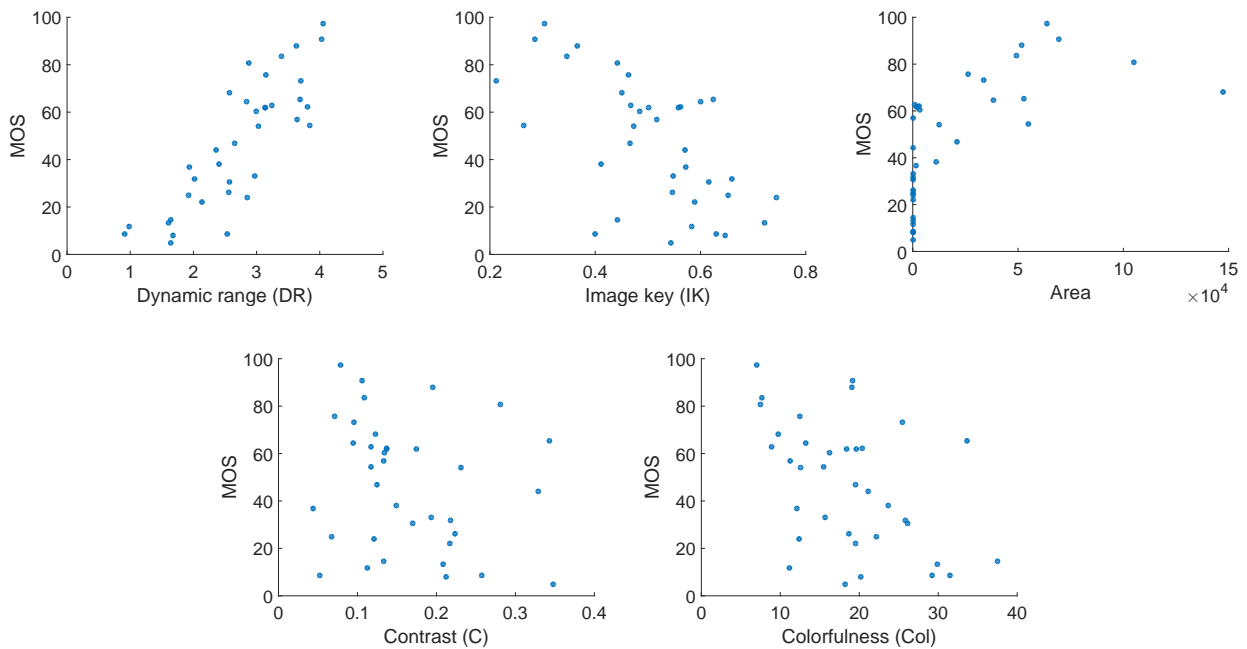 100
80
60
40
20
0
MOS
0 1 2 3 4 5
Dynamic range (DR)
100
80
60
40
20
0
MOS
0.2 0.4 0.6 0.8
Image key (IK)
100
80
60
40
20
0
MOS
0 5 10 15
Area
×10⁴
100
80
60
40
20
0
MOS
0 0.1 0.2 0.3 0.4
Contrast (C)
100
80
60
40
20
0
MOS
0 10 20 30 40
Colorfulness (Col)